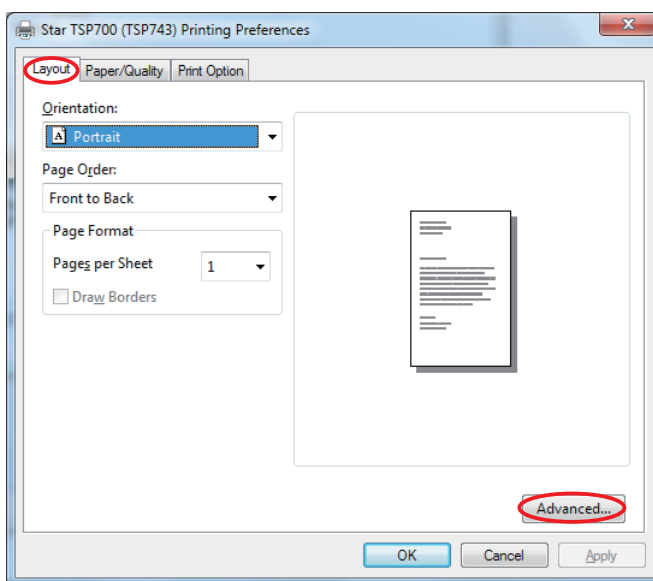 Star TSP700 (TSP743) Printing Preferences
Layout Paper/Quality Print Option
Orientation:
A Portrait
Page Order:
Front to Back
Page Format
Pages per Sheet 1
Draw Borders
Advanced...
OK Cancel Apply